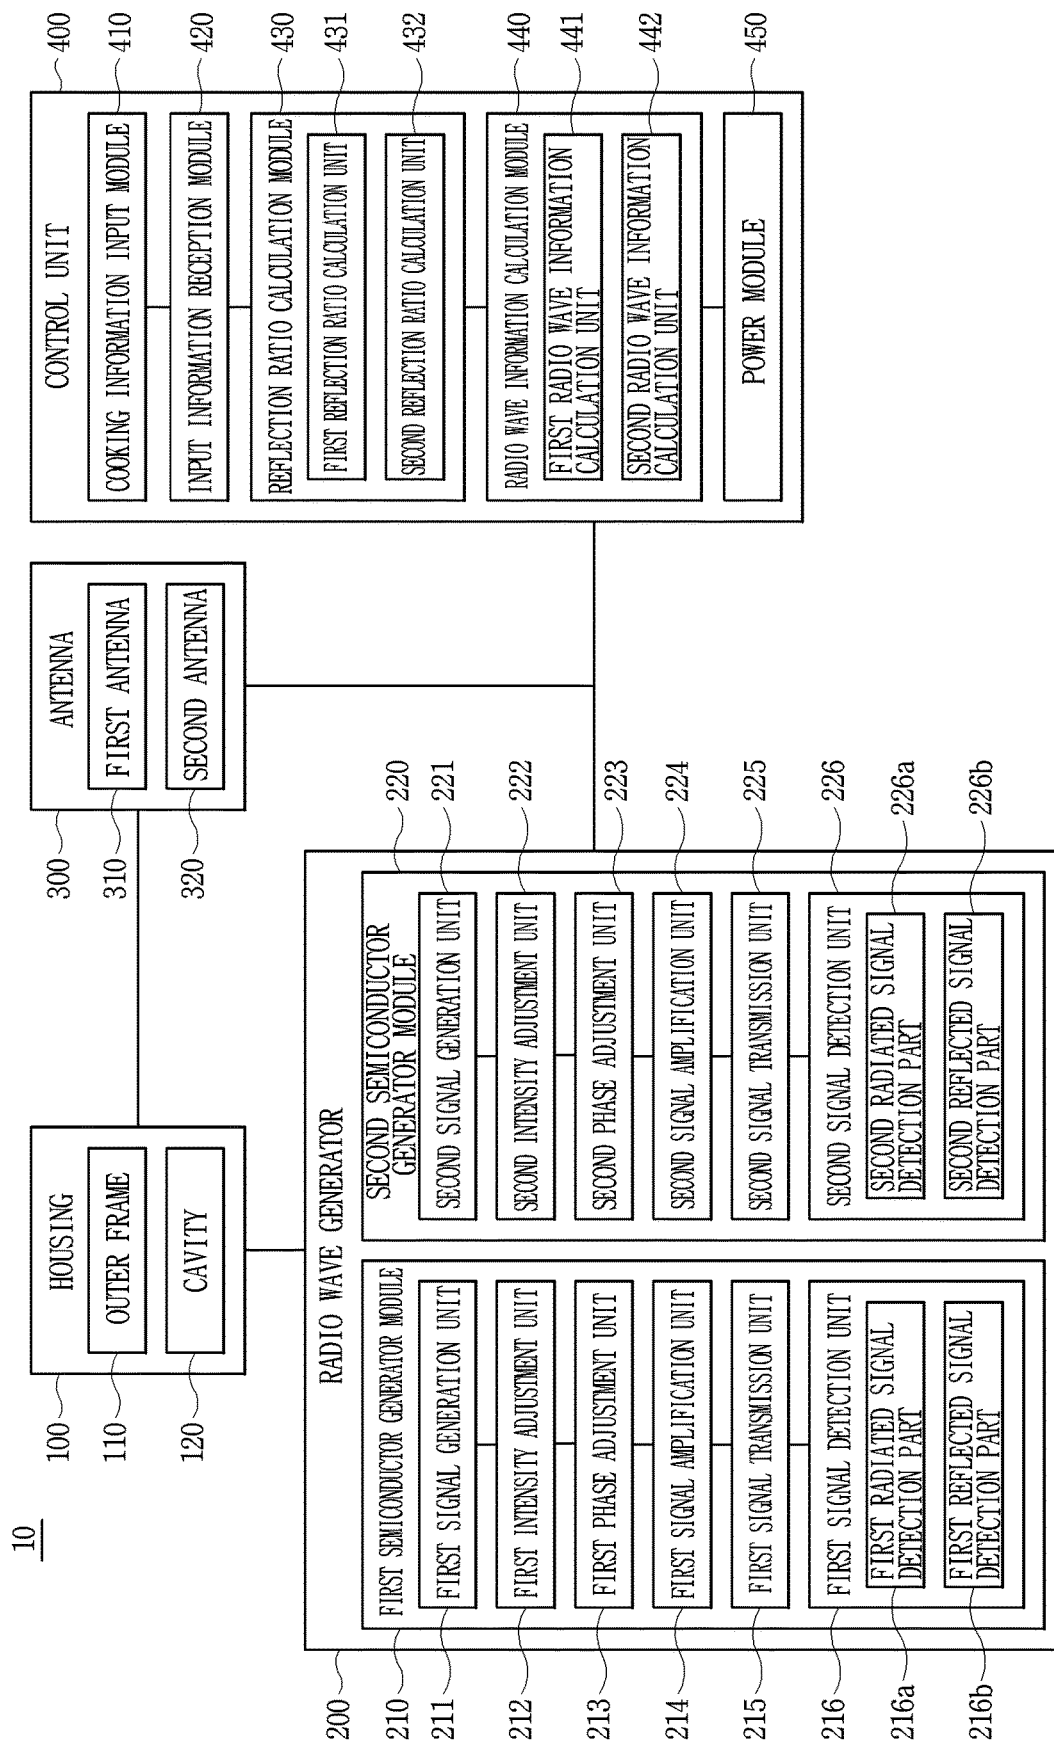 10
100
HOUSING
110
OUTER FRAME
120
CAVITY
300
ANTENNA
310
FIRST ANTENNA
320
SECOND ANTENNA
CONTROL UNIT
400
COOKING INFORMATION INPUT MODULE
410
INPUT INFORMATION RECEPTION MODULE
420
REFLECTION RATIO CALCULATION MODULE
430
FIRST REFLECTION RATIO CALCULATION UNIT
431
SECOND REFLECTION RATIO CALCULATION UNIT
432
RADIO WAVE INFORMATION CALCULATION MODULE
440
FIRST RADIO WAVE INFORMATION
CALCULATION UNIT
441
SECOND RADIO WAVE INFORMATION
CALCULATION UNIT
442
POWER MODULE
450
200
RADIO WAVE GENERATOR
210
FIRST SEMICONDUCTOR GENERATOR MODULE
211
FIRST SIGNAL GENERATION UNIT
212
FIRST INTENSITY ADJUSTMENT UNIT
213
FIRST PHASE ADJUSTMENT UNIT
214
FIRST SIGNAL AMPLIFICATION UNIT
215
FIRST SIGNAL TRANSMISSION UNIT
216
FIRST SIGNAL DETECTION UNIT
216a
FIRST RADIATED SIGNAL
DETECTION PART
216b
FIRST REFLECTED SIGNAL
DETECTION PART
SECOND SEMICONDUCTOR
GENERATOR MODULE
220
SECOND SIGNAL GENERATION UNIT
221
SECOND INTENSITY ADJUSTMENT UNIT
222
SECOND PHASE ADJUSTMENT UNIT
223
SECOND SIGNAL AMPLIFICATION UNIT
224
SECOND SIGNAL TRANSMISSION UNIT
225
SECOND SIGNAL DETECTION UNIT
226
SECOND RADIATED SIGNAL
DETECTION PART
226a
SECOND REFLECTED SIGNAL
DETECTION PART
226b